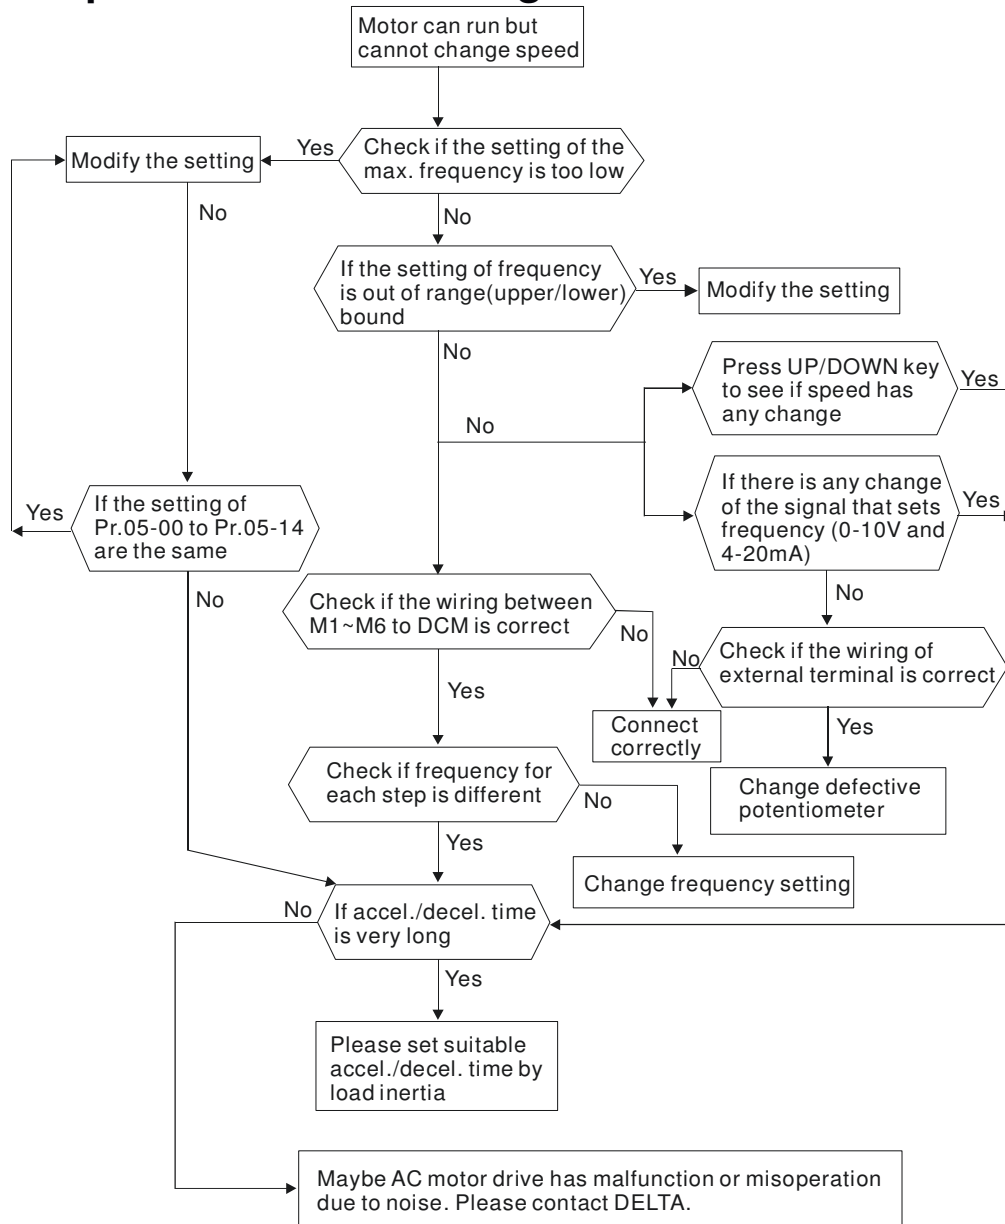 Motor can run but
cannot change speed
Yes
Modify the setting
Check if the setting of the
max. frequency is too low
No
No
If the setting of frequency
is out of range(upper/lower)
bound
Yes
Modify the setting
No
Press UP/DOWN key
to see if speed has
any change
Yes
No
If there is any change
of the signal that sets
frequency (0-10V and
4-20mA)
Yes
Yes
If the setting of
Pr.05-00 to Pr.05-14
are the same
No
No
Check if the wiring between
M1~M6 to DCM is correct
No
Check if the wiring of
external terminal is correct
No
Yes
Connect
correctly
Yes
Change defective
potentiometer
Check if frequency for
each step is different
No
Yes
Change frequency setting
No
If accel./decel. time
is very long
Yes
Please set suitable
accel./decel. time by
load inertia
Maybe AC motor drive has malfunction or misoperation
due to noise. Please contact DELTA.